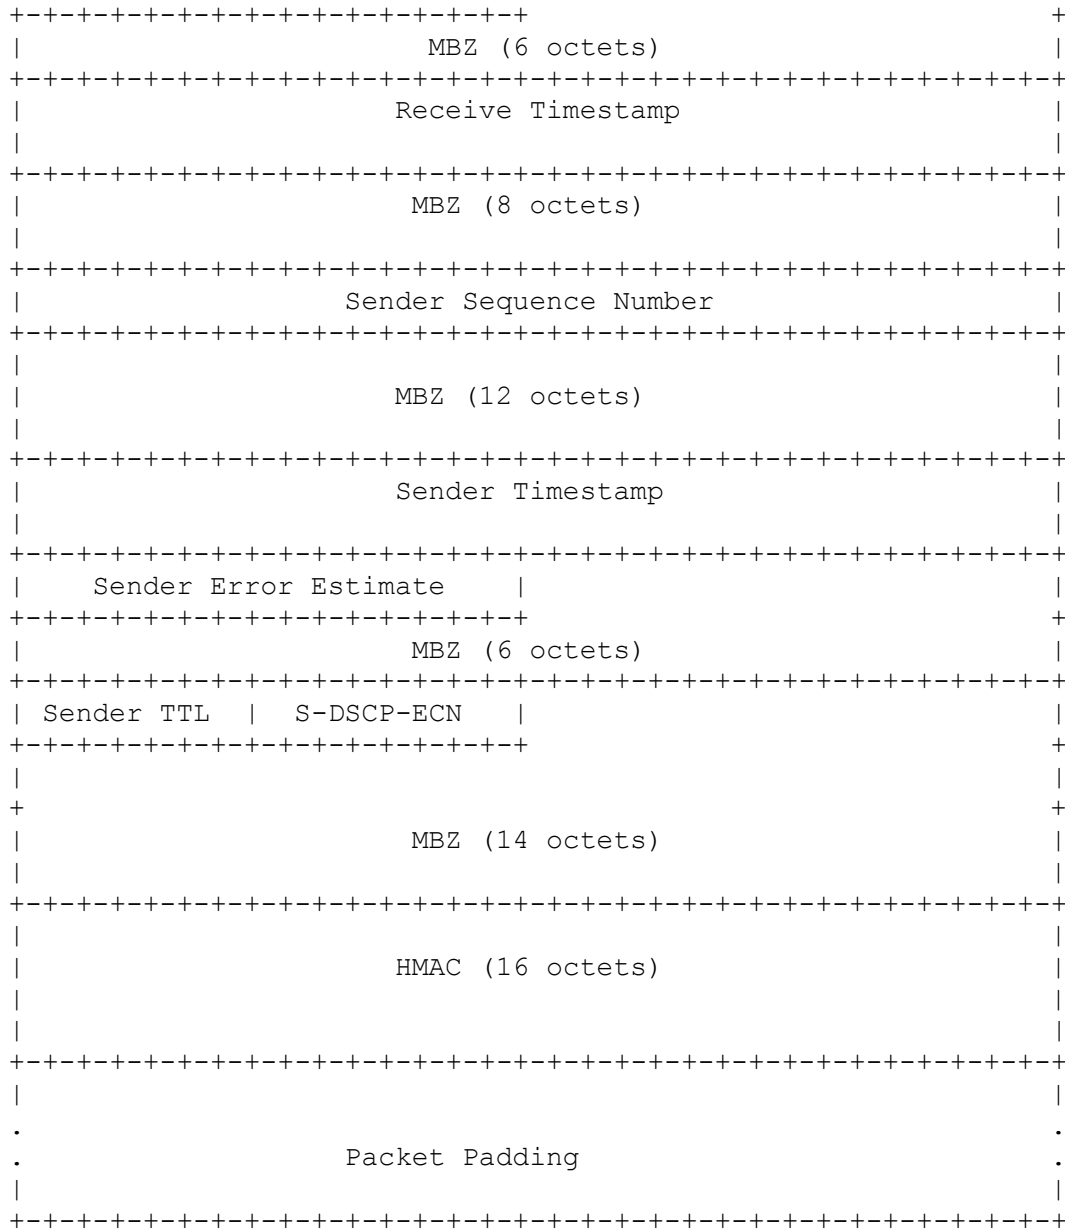 +-+-+-+-+-+-+-+-+-+-+-+-+-+-+-+                               +
|                        MBZ (6 octets)                        |
+-+-+-+-+-+-+-+-+-+-+-+-+-+-+-+-+-+-+-+-+-+-+-+-+-+-+-+-+-+-+-+-+
|                      Receive Timestamp                       |
|                                                              |
+-+-+-+-+-+-+-+-+-+-+-+-+-+-+-+-+-+-+-+-+-+-+-+-+-+-+-+-+-+-+-+-+
|                       MBZ (8 octets)                         |
|                                                              |
+-+-+-+-+-+-+-+-+-+-+-+-+-+-+-+-+-+-+-+-+-+-+-+-+-+-+-+-+-+-+-+-+
|                   Sender Sequence Number                     |
+-+-+-+-+-+-+-+-+-+-+-+-+-+-+-+-+-+-+-+-+-+-+-+-+-+-+-+-+-+-+-+-+
|                                                              |
|                      MBZ (12 octets)                         |
|                                                              |
+-+-+-+-+-+-+-+-+-+-+-+-+-+-+-+-+-+-+-+-+-+-+-+-+-+-+-+-+-+-+-+-+
|                      Sender Timestamp                        |
|                                                              |
+-+-+-+-+-+-+-+-+-+-+-+-+-+-+-+-+-+-+-+-+-+-+-+-+-+-+-+-+-+-+-+-+
|    Sender Error Estimate    |                                |
+-+-+-+-+-+-+-+-+-+-+-+-+-+-+-+                               +
|                       MBZ (6 octets)                         |
+-+-+-+-+-+-+-+-+-+-+-+-+-+-+-+-+-+-+-+-+-+-+-+-+-+-+-+-+-+-+-+-+
| Sender TTL  |  S-DSCP-ECN   |                                |
+-+-+-+-+-+-+-+-+-+-+-+-+-+-+-+                               +
|                                                              |
+                                                              +
|                       MBZ (14 octets)                        |
|                                                              |
+-+-+-+-+-+-+-+-+-+-+-+-+-+-+-+-+-+-+-+-+-+-+-+-+-+-+-+-+-+-+-+-+
|                                                              |
|                      HMAC (16 octets)                        |
|                                                              |
|                                                              |
+-+-+-+-+-+-+-+-+-+-+-+-+-+-+-+-+-+-+-+-+-+-+-+-+-+-+-+-+-+-+-+-+
|                                                              |
.                                                              .
.                   Packet Padding                             .
|                                                              |
+-+-+-+-+-+-+-+-+-+-+-+-+-+-+-+-+-+-+-+-+-+-+-+-+-+-+-+-+-+-+-+-+